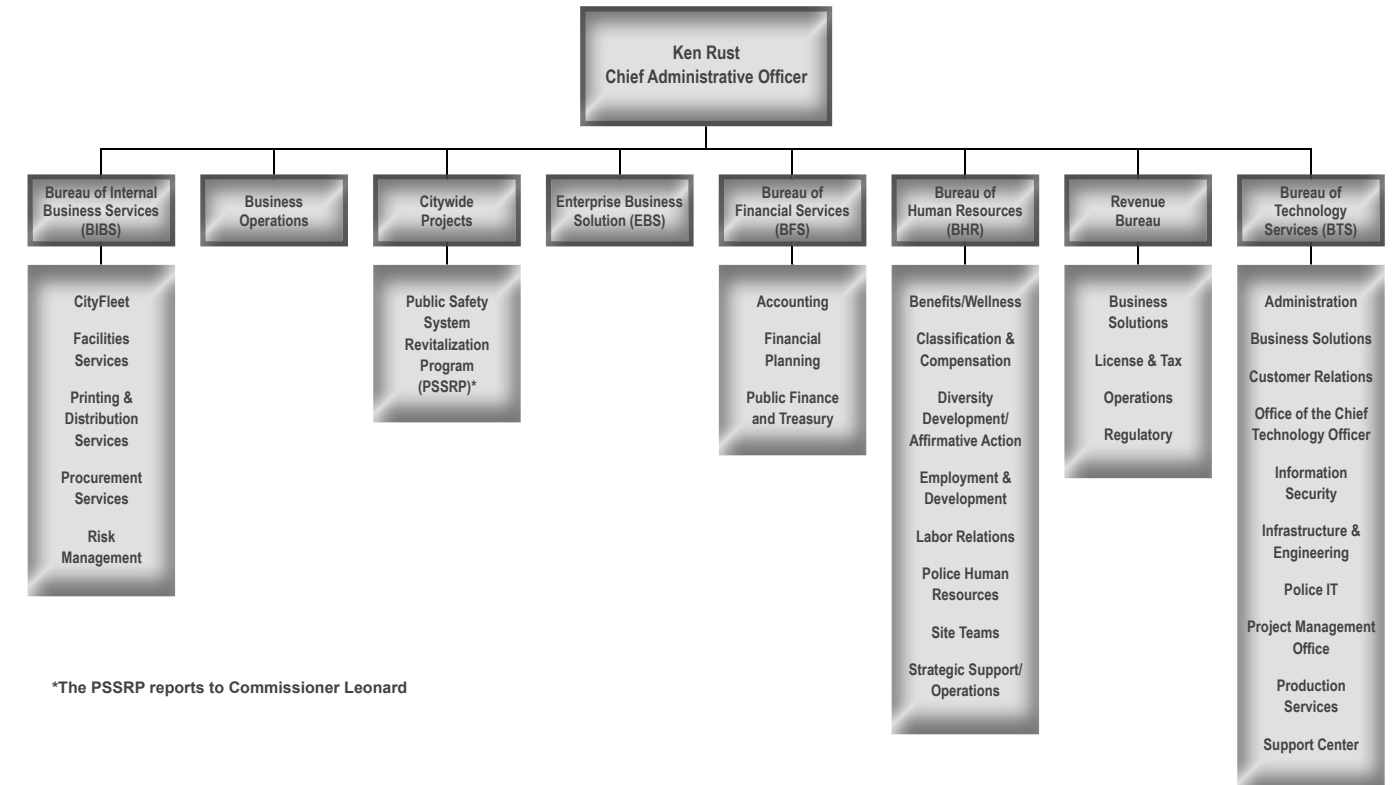 Ken Rust
Chief Administrative Officer
Bureau of Internal
Business Services
(BIBS)
CityFleet
Facilities
Services
Printing &
Distribution
Services
Procurement
Services
Risk
Management
Business
Operations
Citywide
Projects
Public Safety
System
Revitalization
Program
(PSSRP)*
Enterprise Business
Solution (EBS)
Bureau of
Financial Services
(BFS)
Accounting
Financial
Planning
Public Finance
and Treasury
Bureau of
Human Resources
(BHR)
Benefits/Wellness
Classification &
Compensation
Diversity
Development/
Affirmative Action
Employment &
Development
Labor Relations
Police Human
Resources
Site Teams
Strategic Support/
Operations
Revenue
Bureau
Business
Solutions
License & Tax
Operations
Regulatory
Bureau of
Technology
Services (BTS)
Administration
Business Solutions
Customer Relations
Office of the Chief
Technology Officer
Information
Security
Infrastructure &
Engineering
Police IT
Project Management
Office
Production
Services
Support Center
*The PSSRP reports to Commissioner Leonard